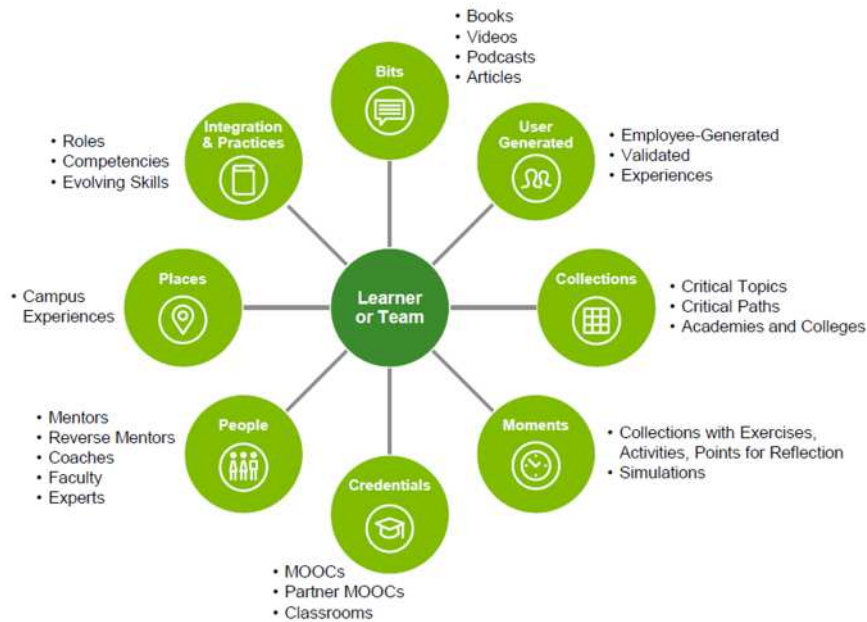 Bits
• Books
• Videos
• Podcasts
• Articles
User
Generated
• Employee-Generated
• Validated
• Experiences
Collections
• Critical Topics
• Critical Paths
• Academies and Colleges
Moments
• Collections with Exercises,
Activities, Points for Reflection
• Simulations
Credentials
• MOOCs
• Partner MOOCs
• Classrooms
People
• Mentors
• Reverse Mentors
• Coaches
• Faculty
• Experts
Places
• Campus
Experiences
Integration
& Practices
• Roles
• Competencies
• Evolving Skills
Learner
or Team